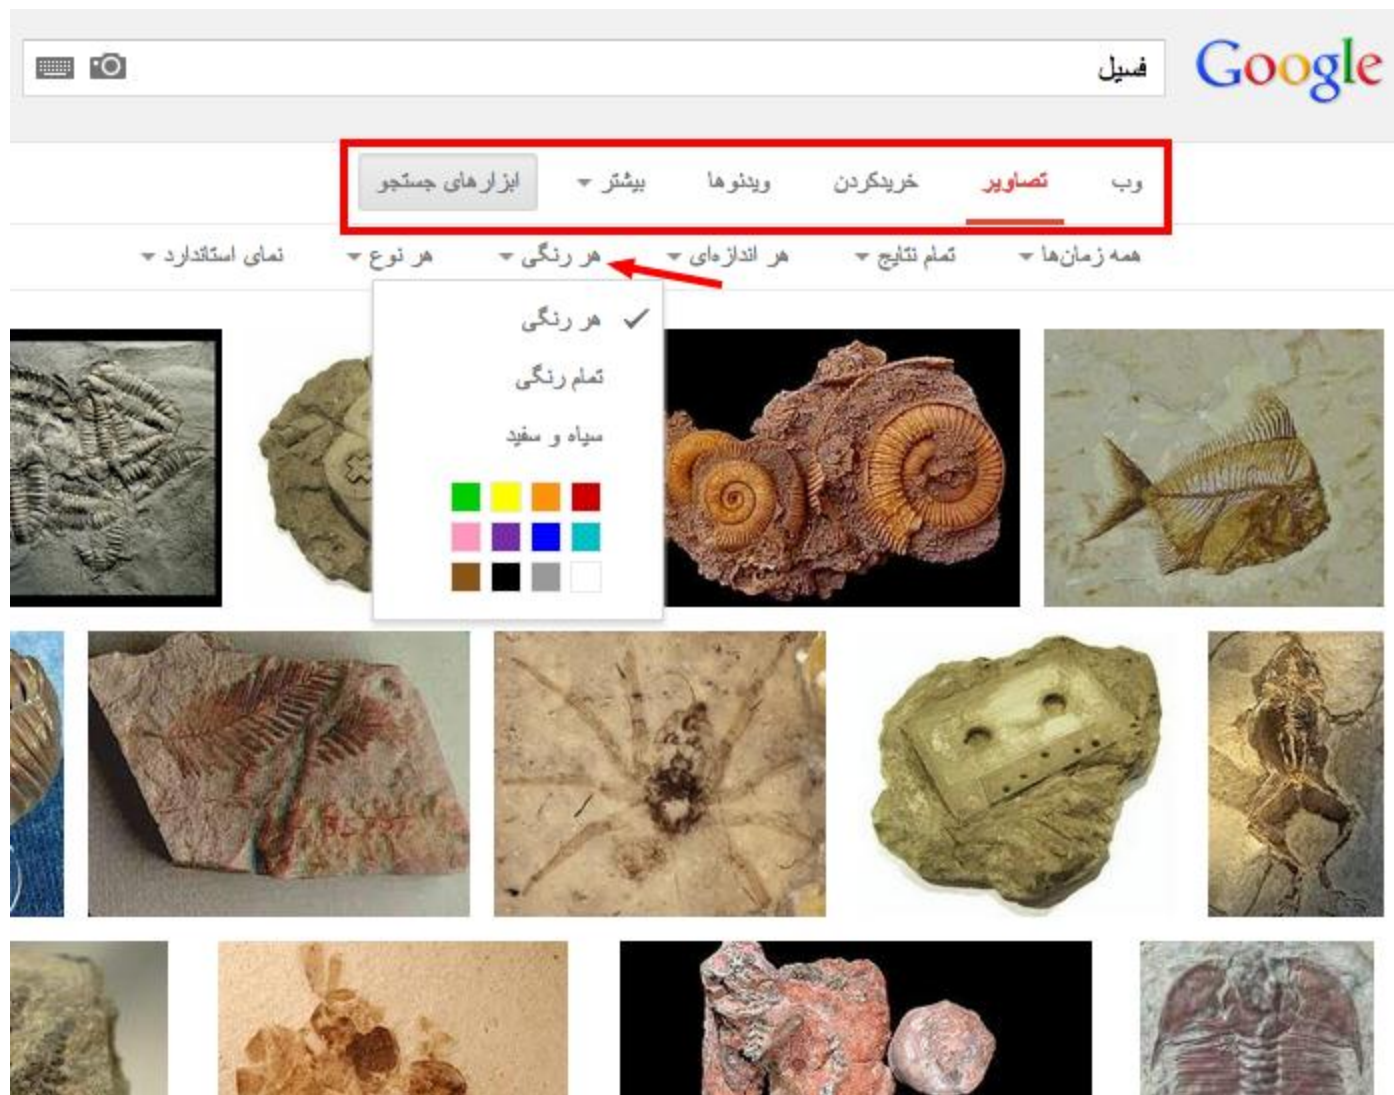 Google
فسیل
وب تصاویر خریدکردن ویدئوها بیشتر ابزارهای جستجو
همه زمان‌ها تمام نتایج هر اندازه‌ای هر رنگی هر نوع نمای استاندارد
هر رنگی
تمام رنگی
سیاه و سفید